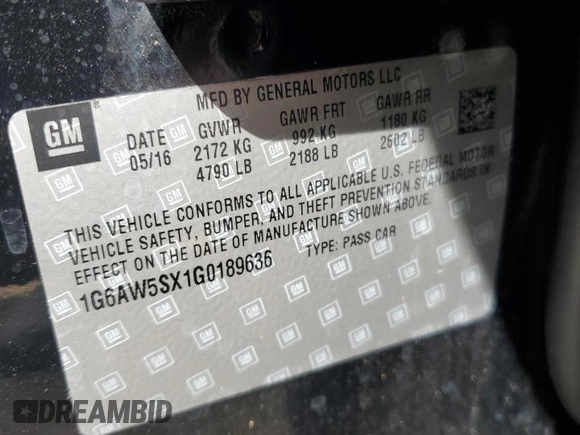 MFD BY GENERAL MOTORS LLC
GM
DATE GVWR GAWR FRT GAWR RR
05/16 2172 KG 992 KG 1180 KG
4790 LB 2188 LB 2602 LB
THIS VEHICLE CONFORMS TO ALL APPLICABLE U.S. FEDERAL MOTOR
VEHICLE SAFETY, BUMPER, AND THEFT PREVENTION STANDARDS IN
EFFECT ON THE DATE OF MANUFACTURE SHOWN ABOVE.
1G6AW5SX1G0189636 TYPE: PASS CAR
DREAMBID